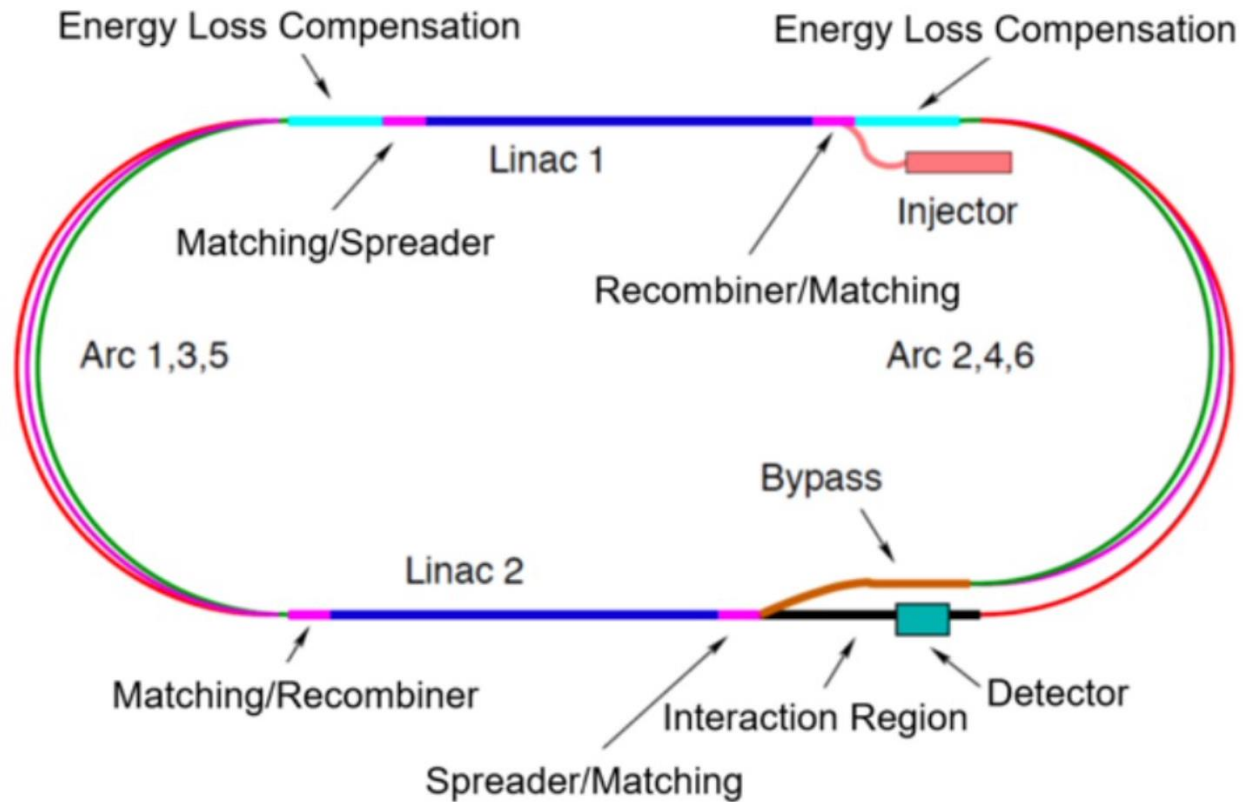 Energy Loss Compensation
Energy Loss Compensation
Linac 1
Injector
Matching/Spreader
Recombiner/Matching
Arc 1,3,5
Arc 2,4,6
Bypass
Linac 2
Matching/Recombiner
Interaction Region
Detector
Spreader/Matching